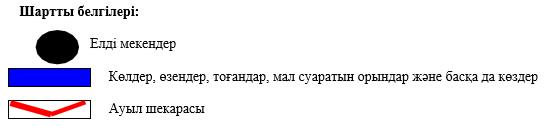 Шартты белгілері:
Елді мекендер
Көлдер, өзендер, тоғандар, мал суаратын орындар және басқа да көздер
Ауыл шекарасы